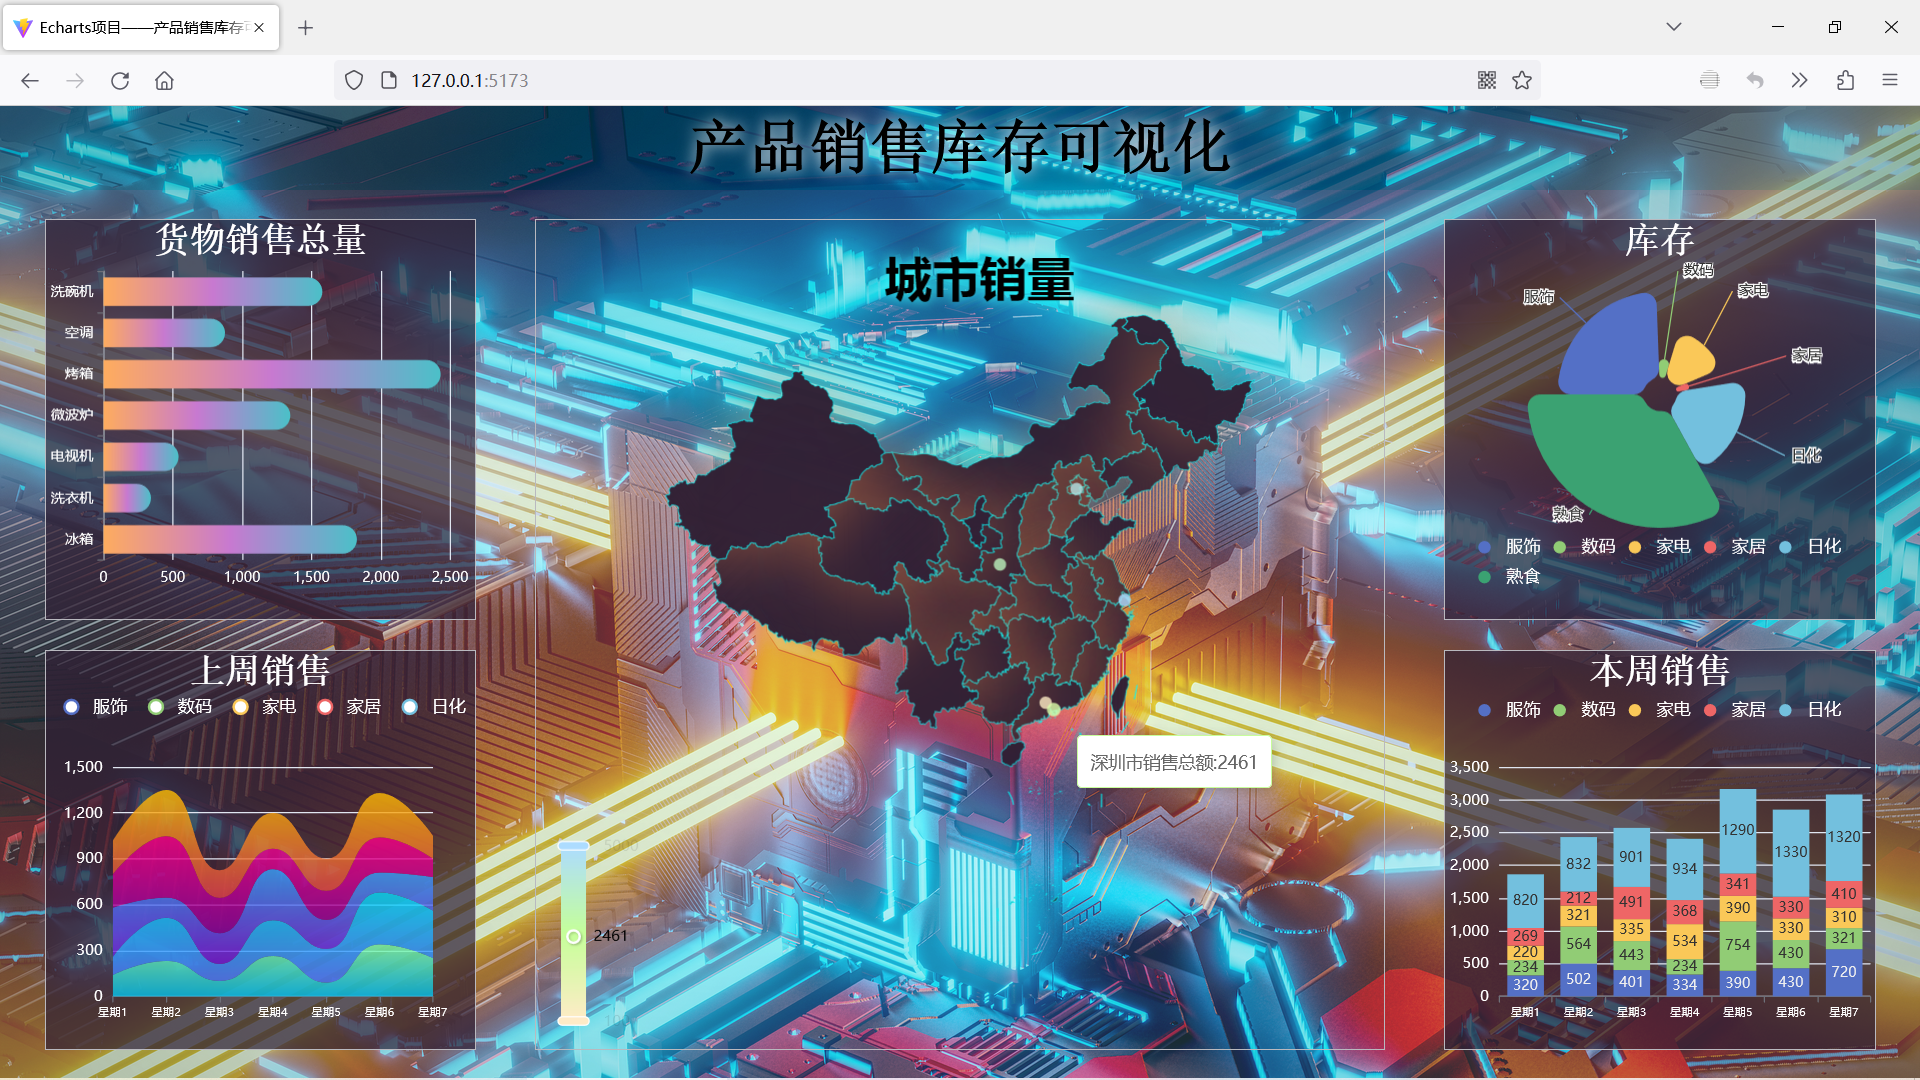 Echarts项目——产品销售库存可
127.0.0.1:5173
产品销售库存可视化
货物销售总量
洗碗机
空调
烤箱
微波炉
电视机
洗衣机
冰箱
0 500 1,000 1,500 2,000 2,500
上周销售
服饰 数码 家电 家居 日化
1,500
1,200
900
600
300
0
星期1 星期2 星期3 星期4 星期5 星期6 星期7
城市销量
深圳市销售总额:2461
5000
2461
库存
数码
家电
服饰
家居
日化
熟食
服饰 数码 家电 家居 日化
熟食
本周销售
服饰 数码 家电 家居 日化
3,500
3,000
2,500
2,000
1,500
1,000
500
0
820 832 901 934 1290 1330 1320
269 212 491 368 341 330 410
220 321 335 534 390 330 310
234 564 443 234 754 430 321
320 502 401 334 390 430 720
星期1 星期2 星期3 星期4 星期5 星期6 星期7